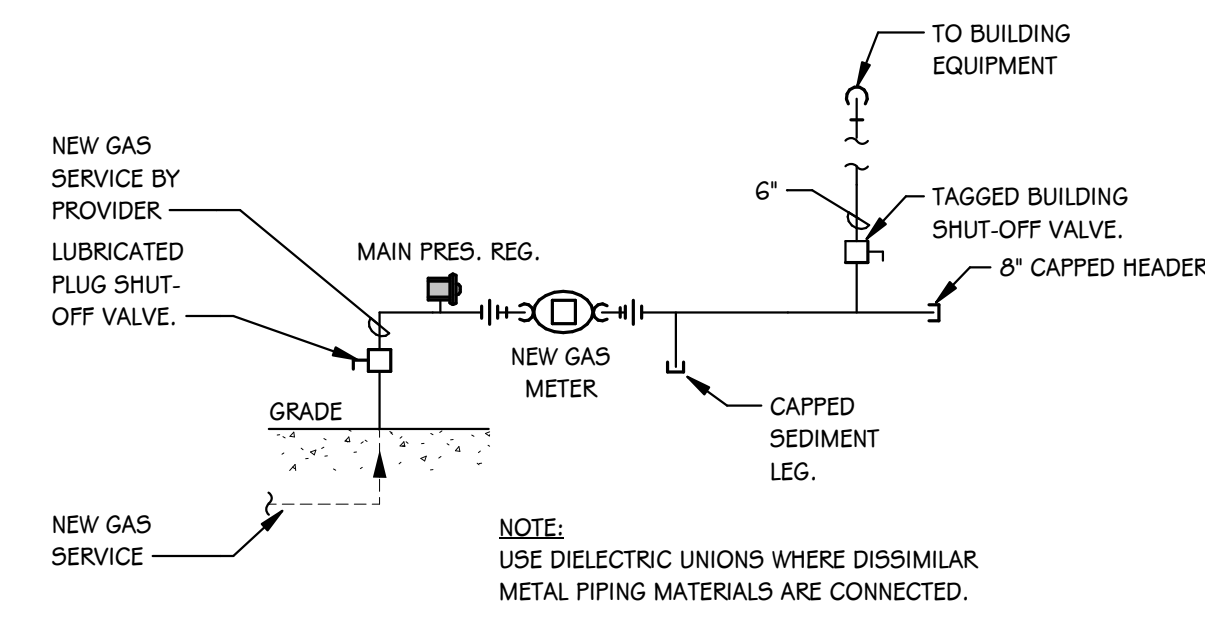 TO BUILDING
EQUIPMENT
NEW GAS
SERVICE BY
PROVIDER
LUBRICATED
PLUG SHUT-
OFF VALVE.
MAIN PRES. REG.
6"
TAGGED BUILDING
SHUT-OFF VALVE.
8" CAPPED HEADER
NEW GAS
METER
GRADE
CAPPED
SEDIMENT
LEG.
NEW GAS
SERVICE
NOTE:
USE DIELECTRIC UNIONS WHERE DISSIMILAR
METAL PIPING MATERIALS ARE CONNECTED.